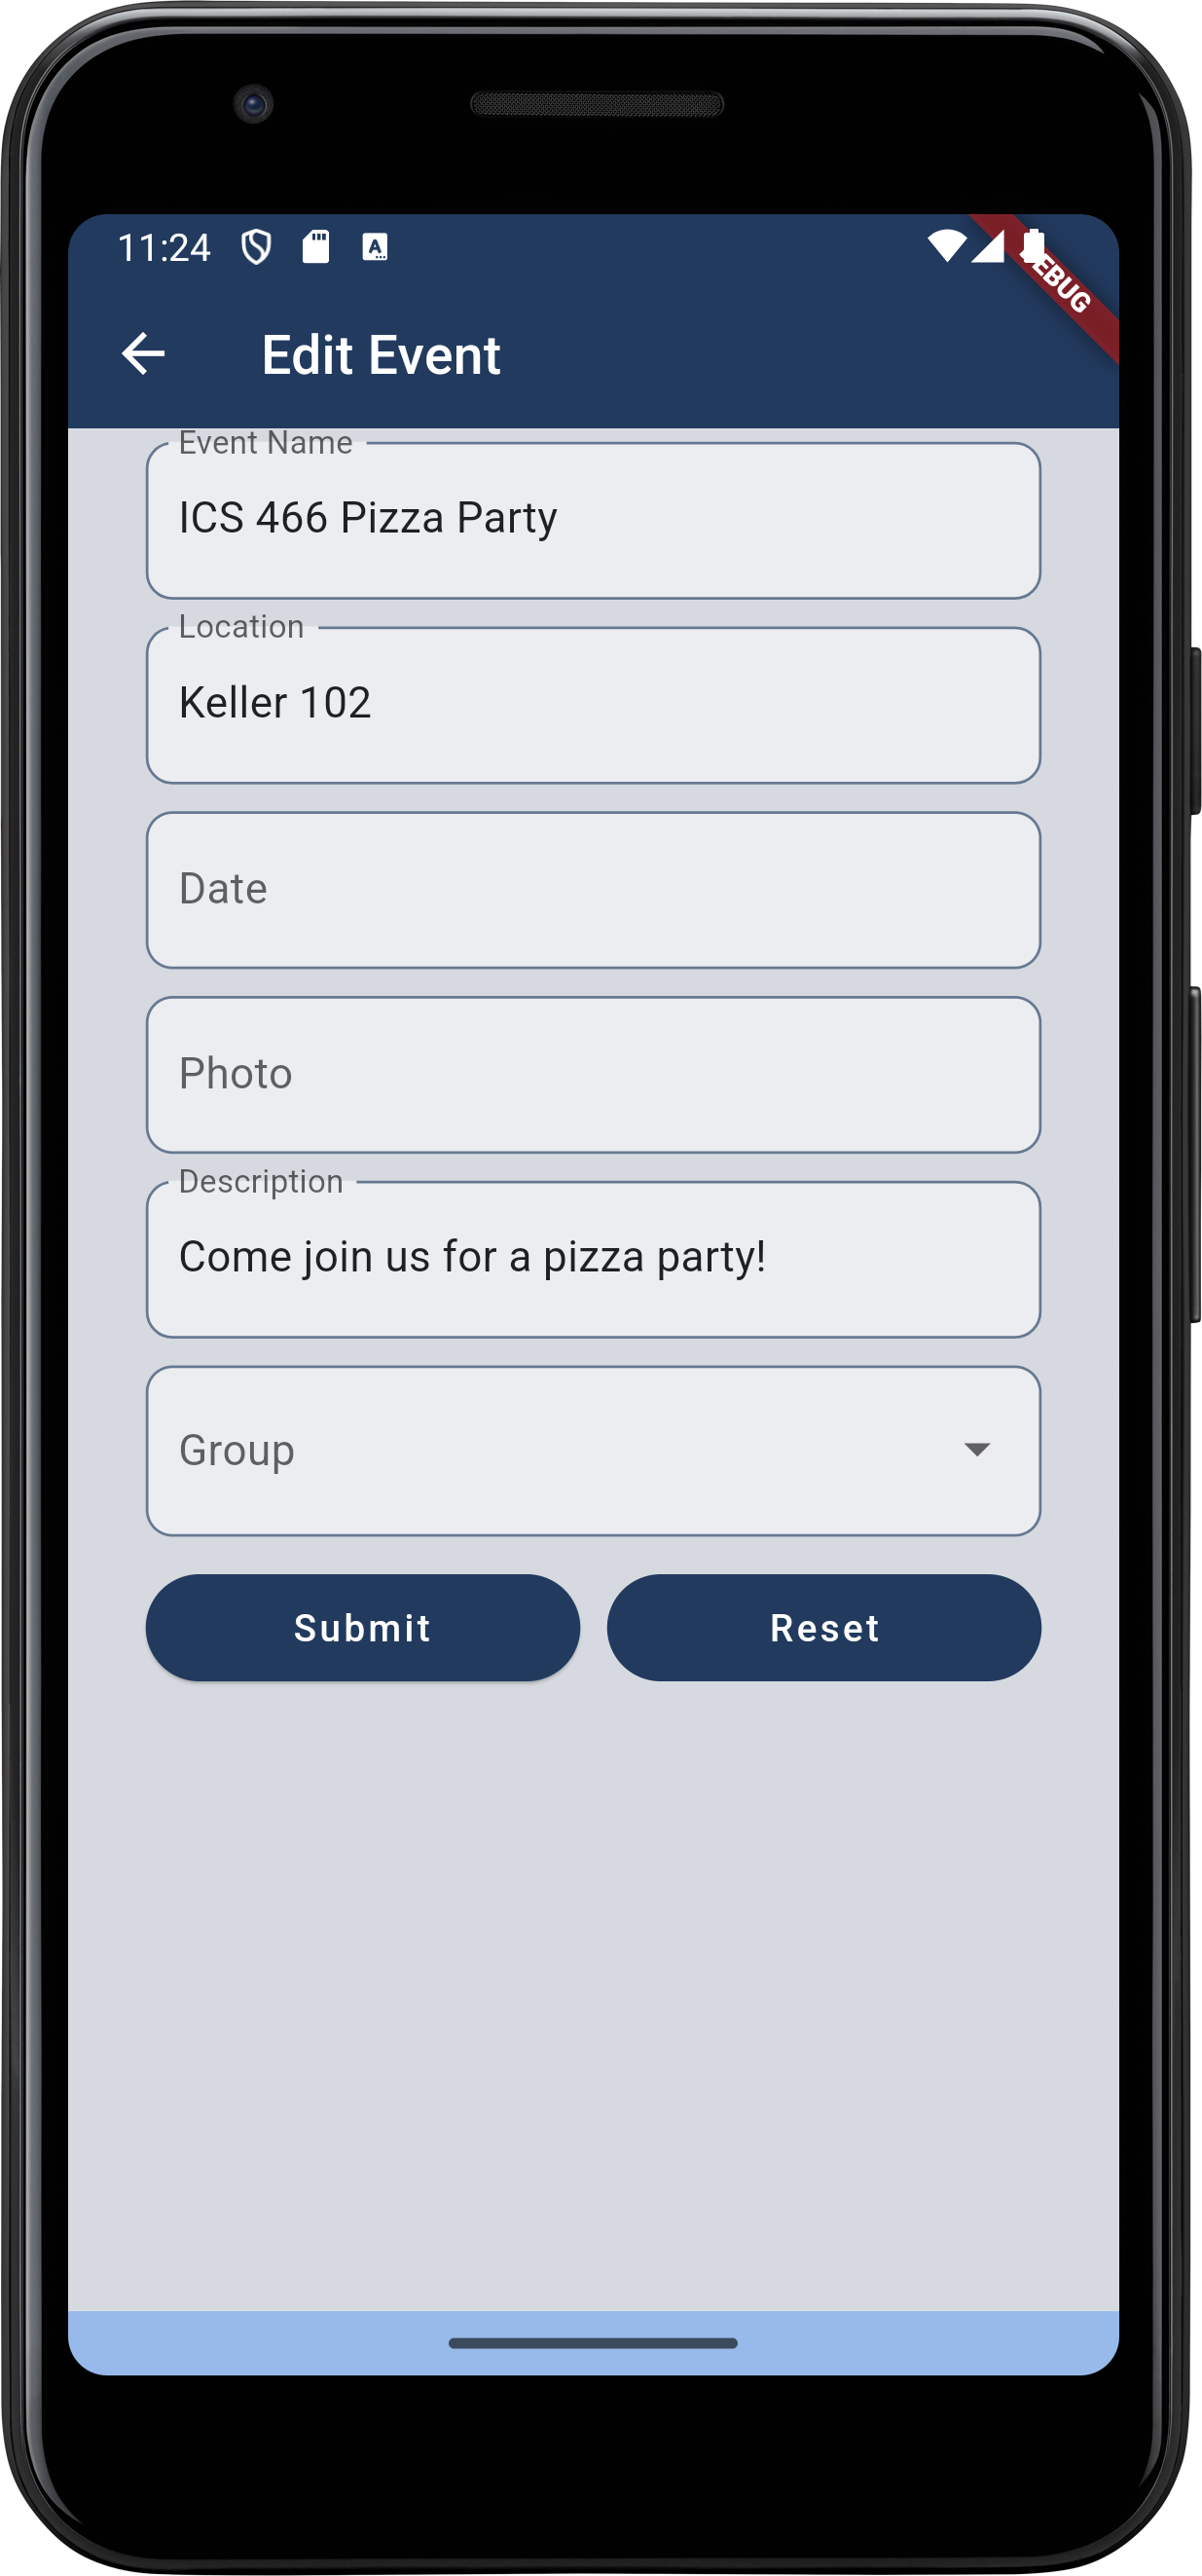 11:24
DEBUG
Edit Event
Event Name
ICS 466 Pizza Party
Location
Keller 102
Date
Photo
Description
Come join us for a pizza party!
Group
Submit Reset